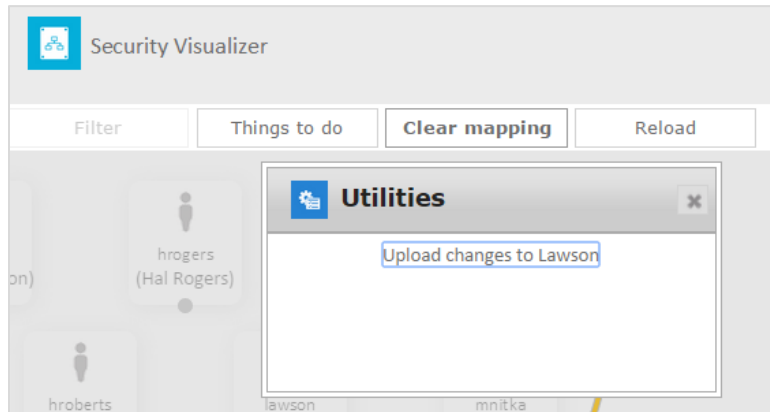 Security Visualizer
Filter
Things to do
Clear mapping
Reload
Utilities
Upload changes to Lawson
hrogers
(Hal Rogers)
on)
hroberts
lawson
mnitka